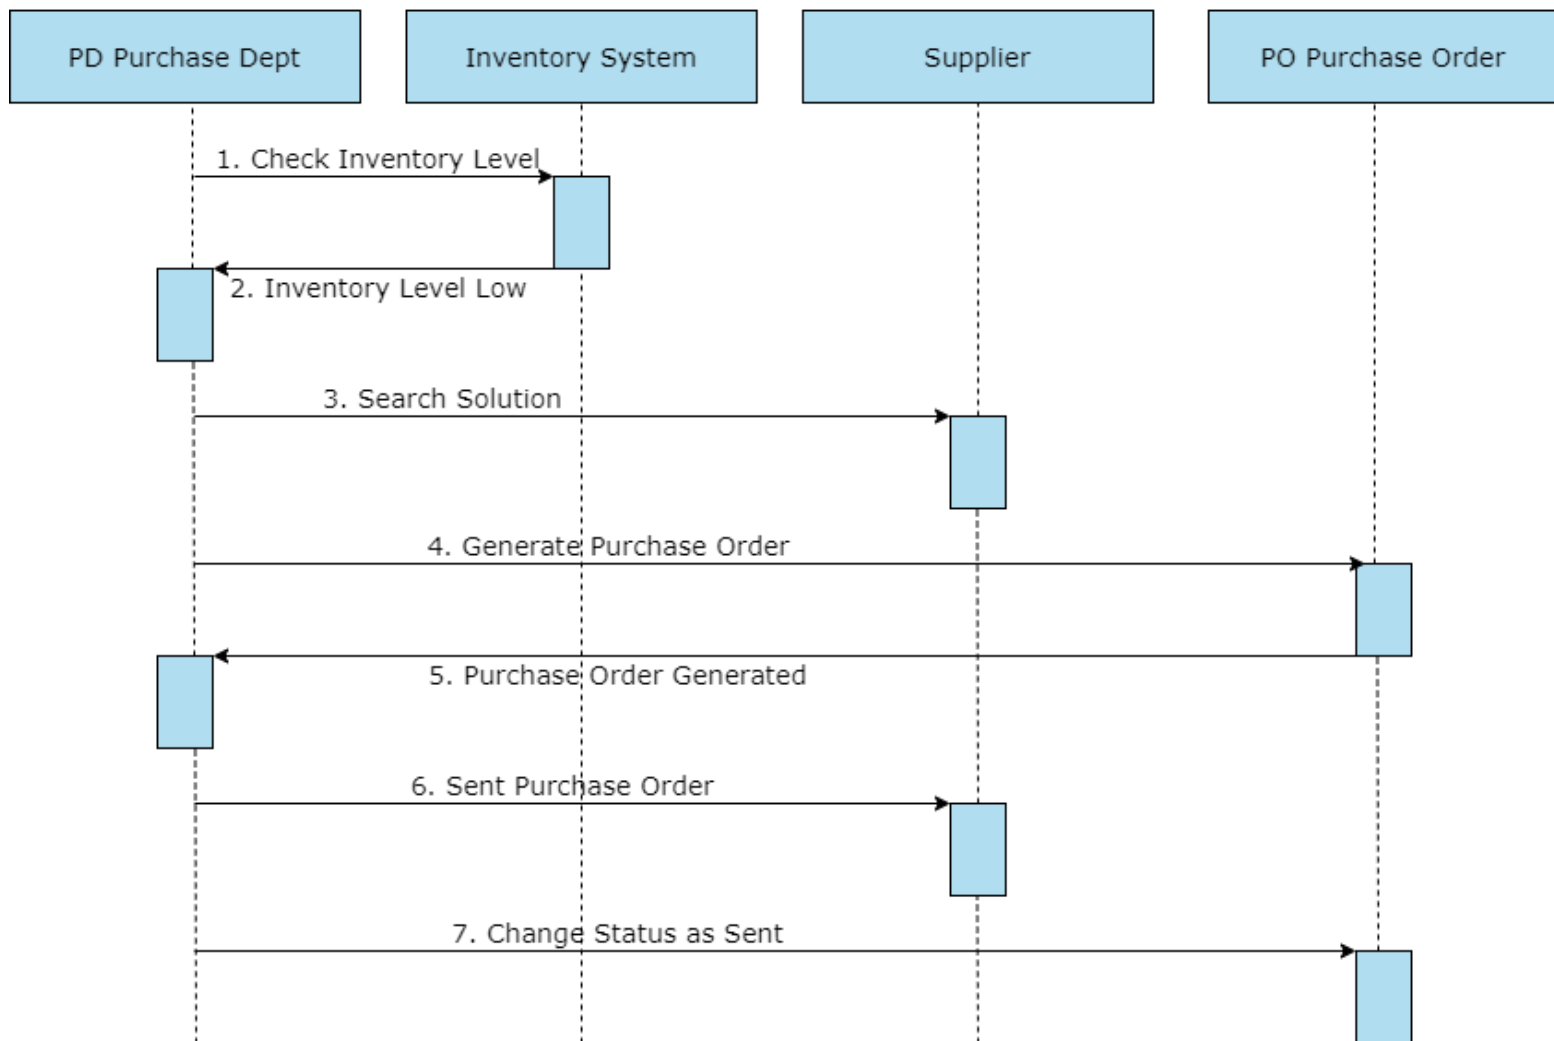 PD Purchase Dept
Inventory System
Supplier
PO Purchase Order
1. Check Inventory Level
2. Inventory Level Low
3. Search Solution
4. Generate Purchase Order
5. Purchase Order Generated
6. Sent Purchase Order
7. Change Status as Sent